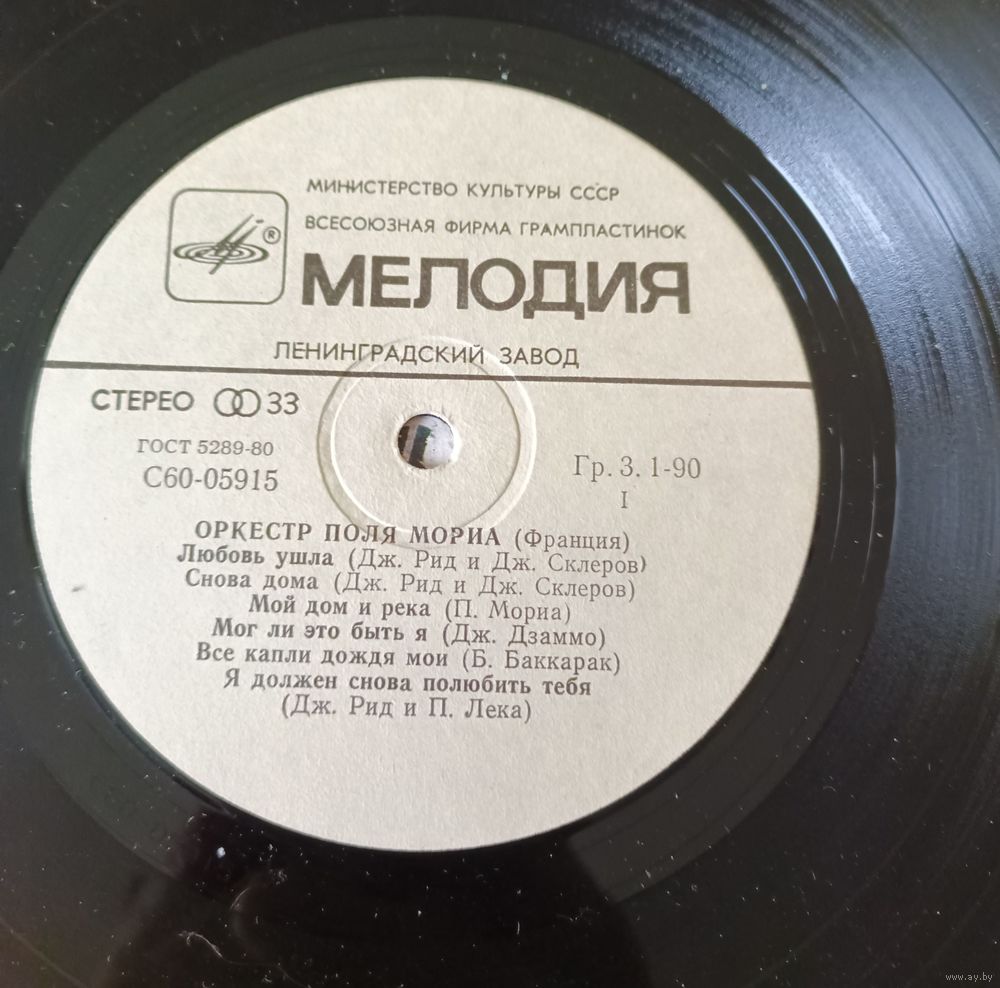 МИНИСТЕРСТВО КУЛЬТУРЫ СССР
ВСЕСОЮЗНАЯ ФИРМА ГРАМПЛАСТИНОК
®
МЕЛОДИЯ
ЛЕНИНГРАДСКИЙ ЗАВОД
СТЕРЕО 33
ГОСТ 5289-80
С60-05915
Гр. 3. 1-90
I
ОРКЕСТР ПОЛЯ МОРИА (Франция)
Любовь ушла (Дж. Рид и Дж. Склеров)
Снова дома (Дж. Рид и Дж. Склеров)
Мой дом и река (П. Мориа)
Мог ли это быть я (Дж. Дзаммо)
Все капли дождя мои (Б. Баккарак)
Я должен снова полюбить тебя
(Дж. Рид и П. Лека)
www.ay.by